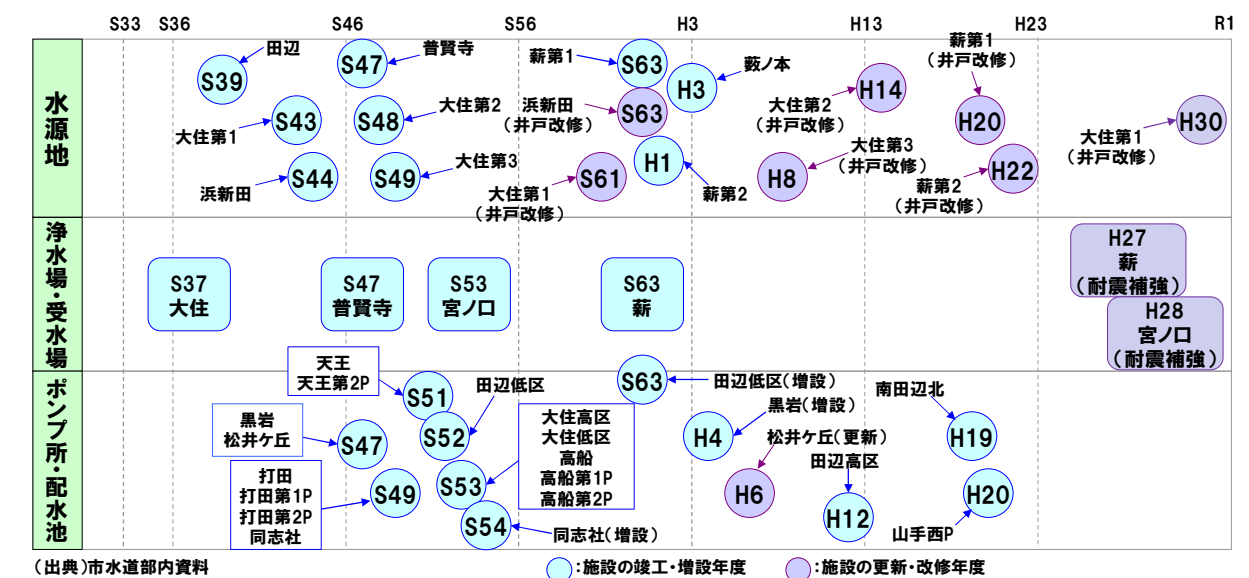 S33 S36 S46 S56 H3 H13 H23 R1
水源地
田辺
S39
普賢寺
S47
大住第1
S43
大住第2
S48
浜新田
S44
大住第3
S49
薪第1
S63
浜新田
(井戸改修)
S63
大住第1
(井戸改修)
S61
H1
薪第2
藪ノ本
H3
大住第2
(井戸改修)
H14
大住第3
(井戸改修)
H8
薪第1
(井戸改修)
H20
薪第2
(井戸改修)
H22
大住第1
(井戸改修)
H30
浄水場・受水場
S37
大住
S47
普賢寺
S53
宮ノ口
S63
薪
H27
薪
(耐震補強)
H28
宮ノ口
(耐震補強)
ポンプ所・配水池
天王
天王第2P
S51
黒岩
松井ケ丘
S47
打田
打田第1P
打田第2P
同志社
S49
田辺低区
S52
大住高区
大住低区
高船
高船第1P
高船第2P
S53
同志社(増設)
S54
田辺低区(増設)
S63
黒岩(増設)
H4
松井ケ丘(更新)
H6
田辺高区
H12
南田辺北
H19
山手西P
H20
(出典)市水道部内資料
:施設の竣工・増設年度
:施設の更新・改修年度